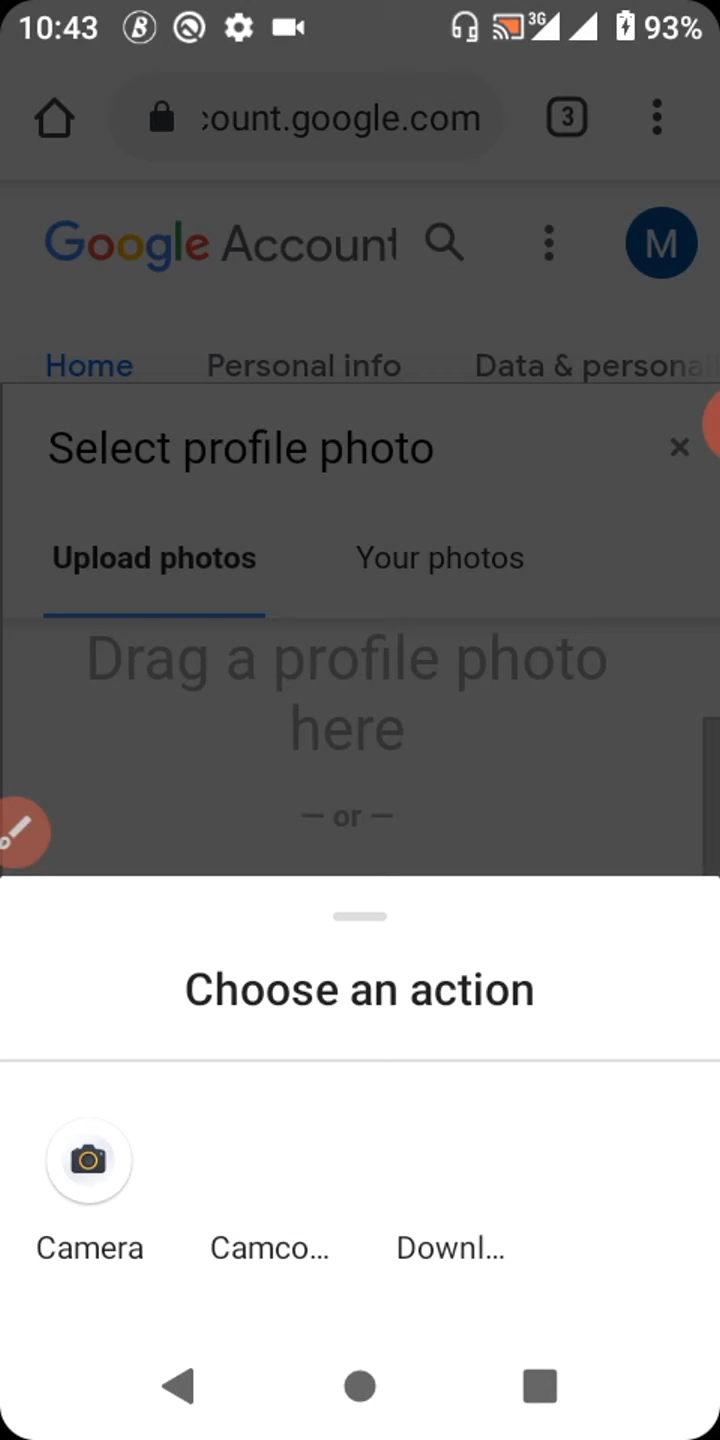 10:43 3G 93%
:ount.google.com 3
Google Account M
Home Personal info Data & persona
Select profile photo ×
Upload photos Your photos
Drag a profile photo
here
— or —
Choose an action
Camera Camco... Downl...